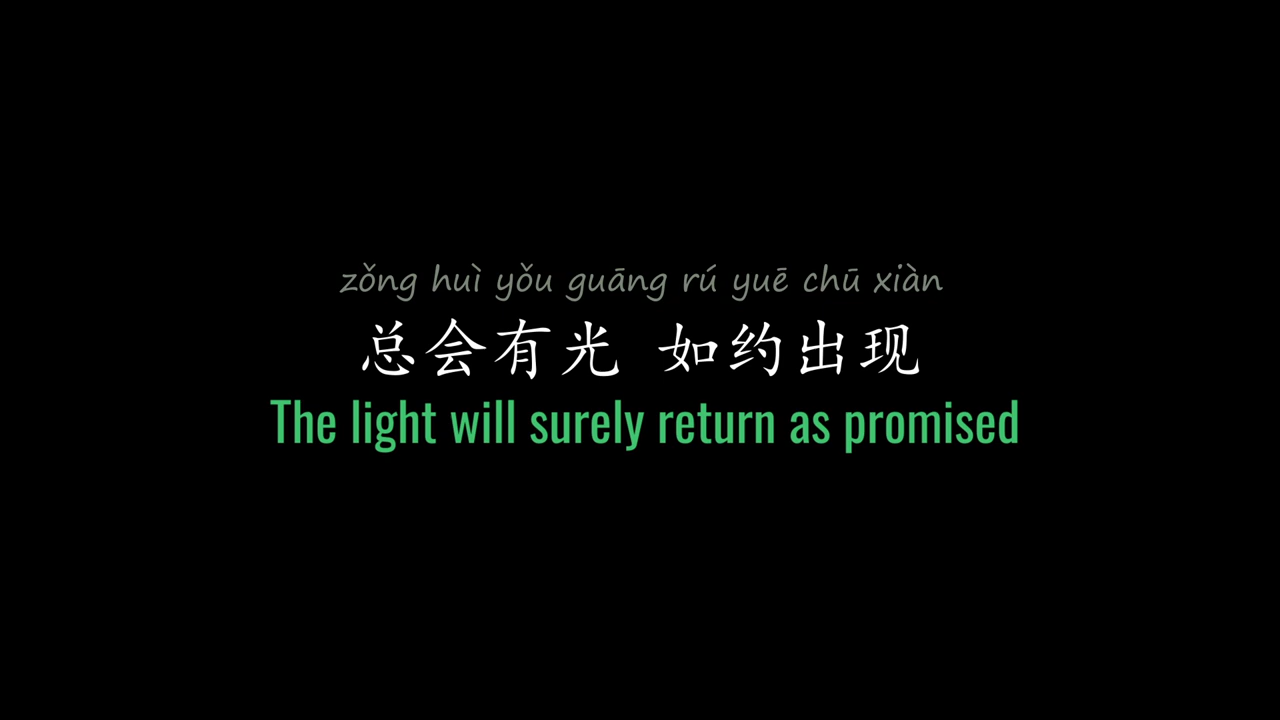 zǒng huì yǒu guāng rú yuē chū xiàn
总会有光 如约出现
The light will surely return as promised